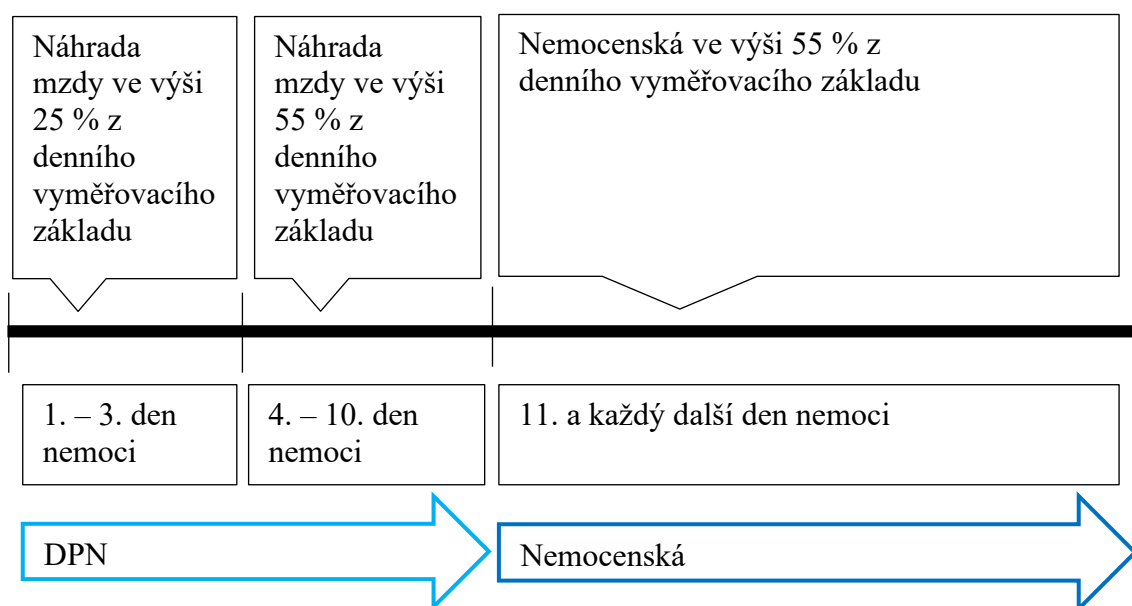 Náhrada
mzdy ve výši
25 % z
denního
vyměřovacího
základu
Náhrada
mzdy ve výši
55 % z
denního
vyměřovacího
základu
Nemocenská ve výši 55 % z
denního vyměřovacího základu
1. – 3. den
nemoci
4. – 10. den
nemoci
11. a každý další den nemoci
DPN
Nemocenská